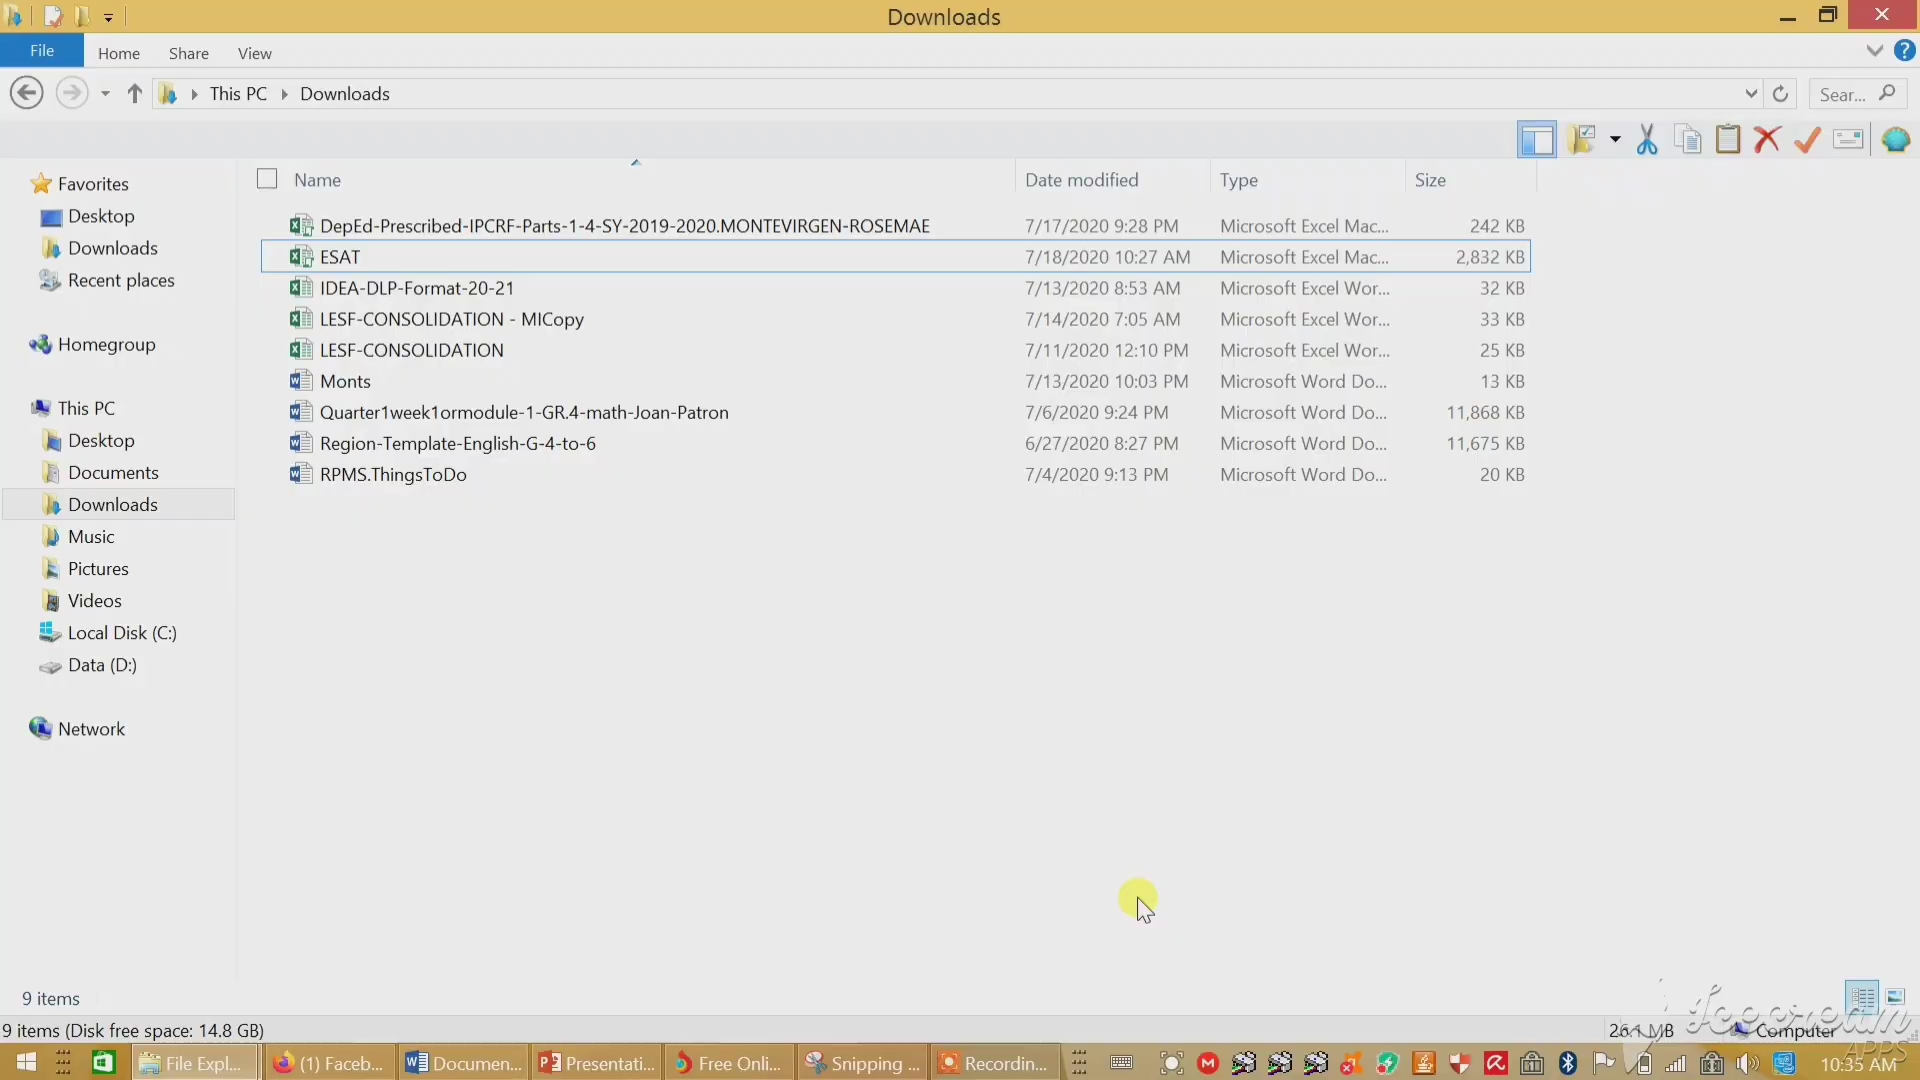 Downloads
File Home Share View
This PC Downloads Sear...
Name Date modified Type Size
Favorites
Desktop
Downloads
Recent places
Homegroup
This PC
Desktop
Documents
Downloads
Music
Pictures
Videos
Local Disk (C:)
Data (D:)
Network
DepEd-Prescribed-IPCRF-Parts-1-4-SY-2019-2020.MONTEVIRGEN-ROSEMAE 7/17/2020 9:28 PM Microsoft Excel Mac... 242 KB
ESAT 7/18/2020 10:27 AM Microsoft Excel Mac... 2,832 KB
IDEA-DLP-Format-20-21 7/13/2020 8:53 AM Microsoft Excel Wor... 32 KB
LESF-CONSOLIDATION - MICopy 7/14/2020 7:05 AM Microsoft Excel Wor... 33 KB
LESF-CONSOLIDATION 7/11/2020 12:10 PM Microsoft Excel Wor... 25 KB
Monts 7/13/2020 10:03 PM Microsoft Word Do... 13 KB
Quarter1week1ormodule-1-GR.4-math-Joan-Patron 7/6/2020 9:24 PM Microsoft Word Do... 11,868 KB
Region-Template-English-G-4-to-6 6/27/2020 8:27 PM Microsoft Word Do... 11,675 KB
RPMS.ThingsToDo 7/4/2020 9:13 PM Microsoft Word Do... 20 KB
9 items
9 items (Disk free space: 14.8 GB) 26.1 MB Computer
Icecream
APPS
File Expl... (1) Faceb... Documen... Presentati... Free Onli... Snipping ... Recordin... 10:35 AM